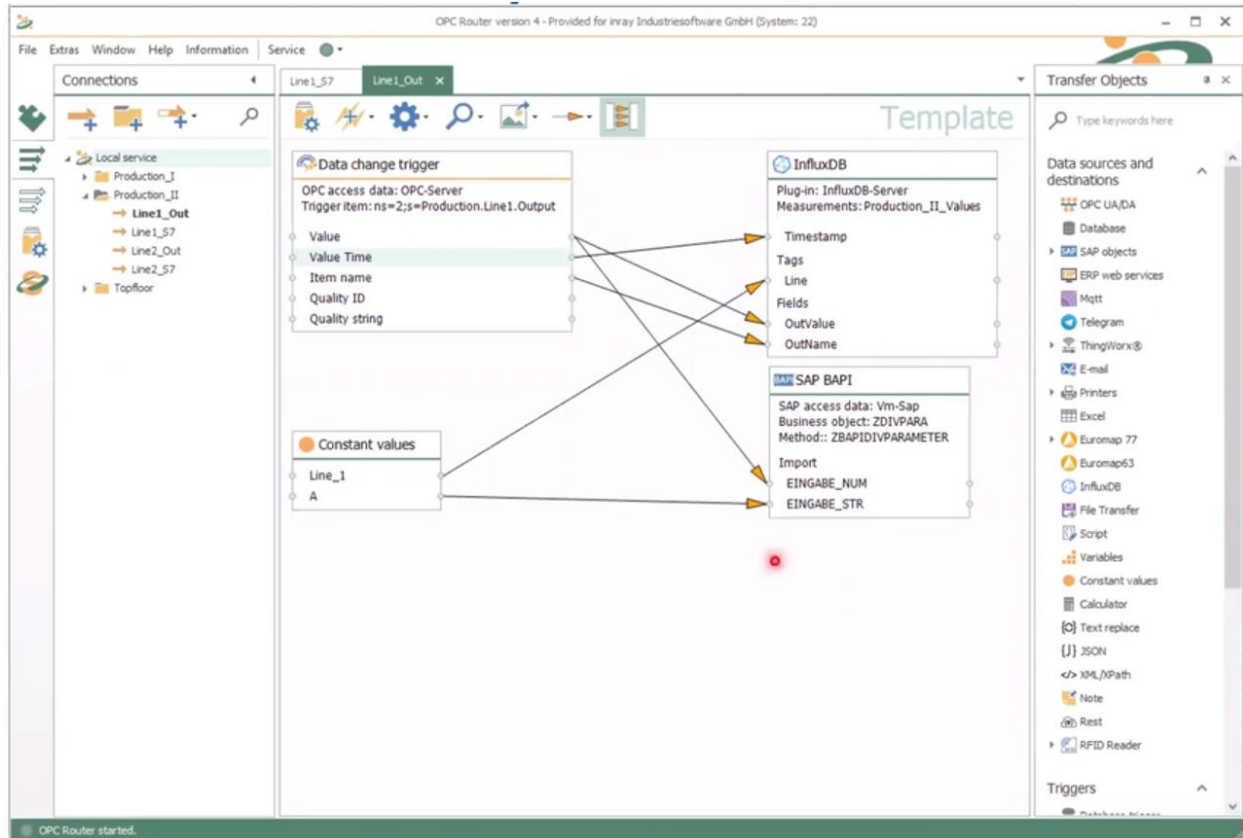 OPC Router version 4 - Provided for inray Industriesoftware GmbH (System: 22)
File Extras Window Help Information Service
Connections
Line1_S7 Line1_Out
Transfer Objects
Template
Type keywords here
Local service
Production_I
Production_II
Line1_Out
Line1_S7
Line2_Out
Line2_S7
Topfloor
Data change trigger
OPC access data: OPC-Server
Trigger item: ns=2;s=Production.Line1.Output
Value
Value Time
Item name
Quality ID
Quality string
Constant values
Line_1
A
InfluxDB
Plug-in: InfluxDB-Server
Measurements: Production_II_Values
Timestamp
Tags
Line
Fields
OutValue
OutName
BAPI SAP BAPI
SAP access data: Vm-Sap
Business object: ZDIVPARA
Method:: ZBAPIDIVPARAMETER
Import
EINGABE_NUM
EINGABE_STR
Data sources and
destinations
OPC UA/DA
Database
SAP SAP objects
ERP web services
Mqtt
Telegram
ThingWorx®
E-mail
Printers
Excel
Euromap 77
Euromap63
InfluxDB
File Transfer
Script
Variables
Constant values
Calculator
Text replace
{J} JSON
</> XML/XPath
Note
Rest
RFID Reader
Triggers
Database trigger
OPC Router started.